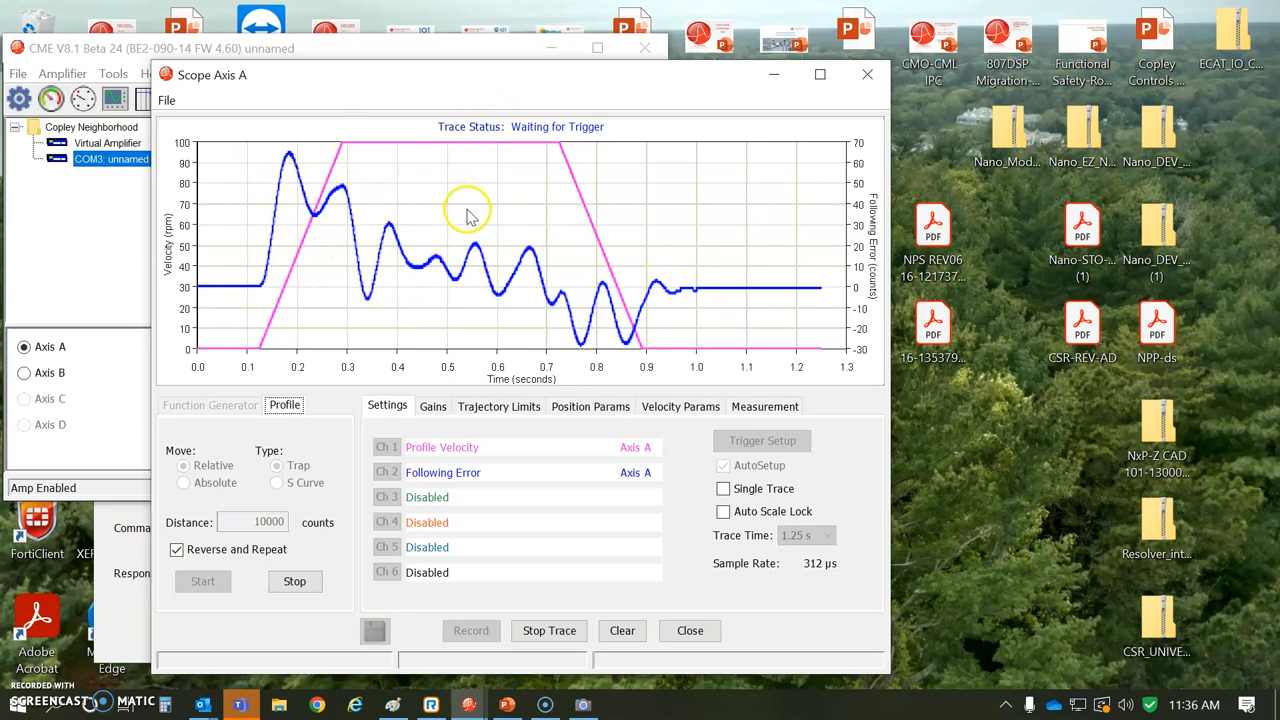 CME V8.1 Beta 24 (BE2-090-14 FW 4.60) unnamed
File Amplifier Tools
Copley Neighborhood
Virtual Amplifier
COM3: unnamed
Axis A
Axis B
Axis C
Axis D
Amp Enabled
Comma
Respon
Scope Axis A
File
Trace Status: Waiting for Trigger
100
90
80
70
60
50
40
30
20
10
0
Velocity (rpm)
70
60
50
40
30
20
10
0
-10
-20
-30
Following Error (counts)
0.0 0.1 0.2 0.3 0.4 0.5 0.6 0.7 0.8 0.9 1.0 1.1 1.2 1.3
Time (seconds)
Function Generator Profile
Move: Type:
Relative Trap
Absolute S Curve
Distance: 10000 counts
Reverse and Repeat
Start Stop
Settings Gains Trajectory Limits Position Params Velocity Params Measurement
Ch 1 Profile Velocity Axis A
Ch 2 Following Error Axis A
Ch 3 Disabled
Ch 4 Disabled
Ch 5 Disabled
Ch 6 Disabled
Trigger Setup
AutoSetup
Single Trace
Auto Scale Lock
Trace Time: 1.25 s
Sample Rate: 312 µs
Record Stop Trace Clear Close
CMO-CML
IPC
807DSP
Migration-...
Functional
Safety-Ro...
Copley
Controls ...
ECAT_IO_C...
Nano_Mod...
Nano_EZ_N...
Nano_DEV_...
NPS REV06
16-121737...
Nano-STO-...
(1)
Nano_DEV_...
(1)
16-135379...
CSR-REV-AD
NPP-ds
NxP-Z CAD
101-13000...
Resolver_int...
CSR_UNIVE...
FortiClient
XEF
Adobe
Acrobat
Edge
RECORDED WITH
SCREENCAST MATIC
11:36 AM